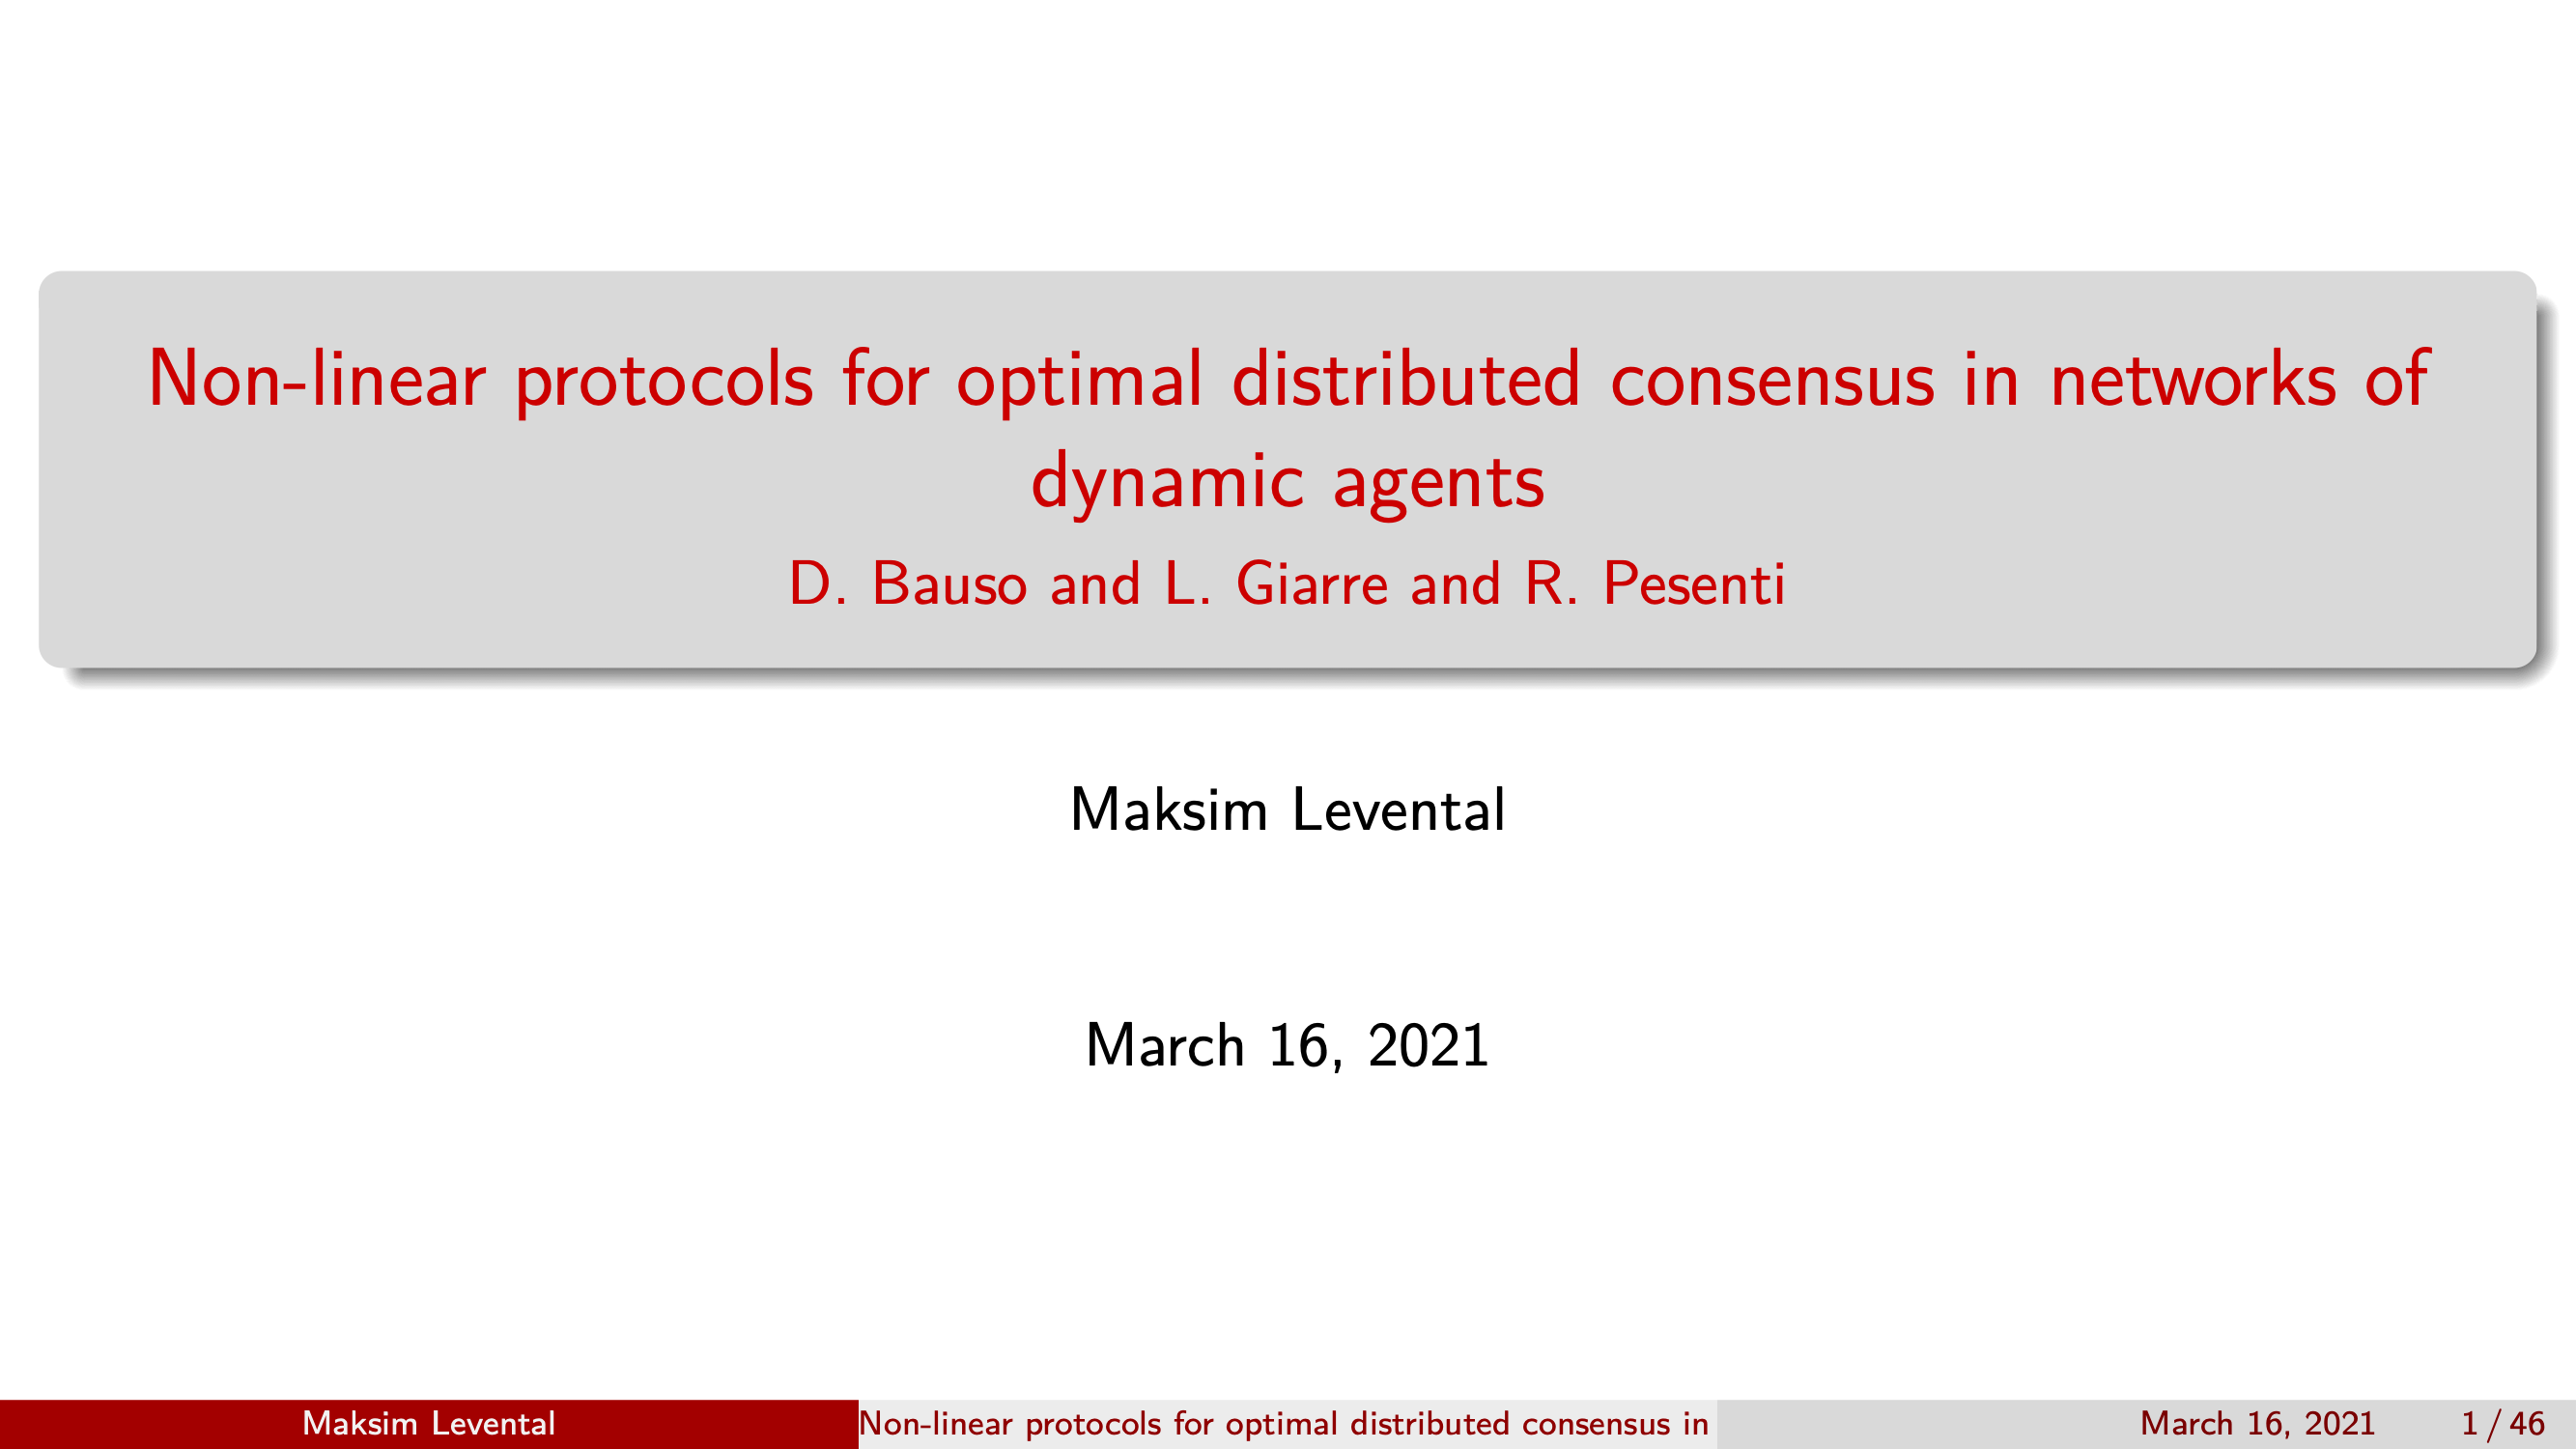 Non-linear protocols for optimal distributed consensus in networks of
dynamic agents
D. Bauso and L. Giarre and R. Pesenti
Maksim Levental
March 16, 2021
Maksim Levental
Non-linear protocols for optimal distributed consensus in
March 16, 2021
1 / 46